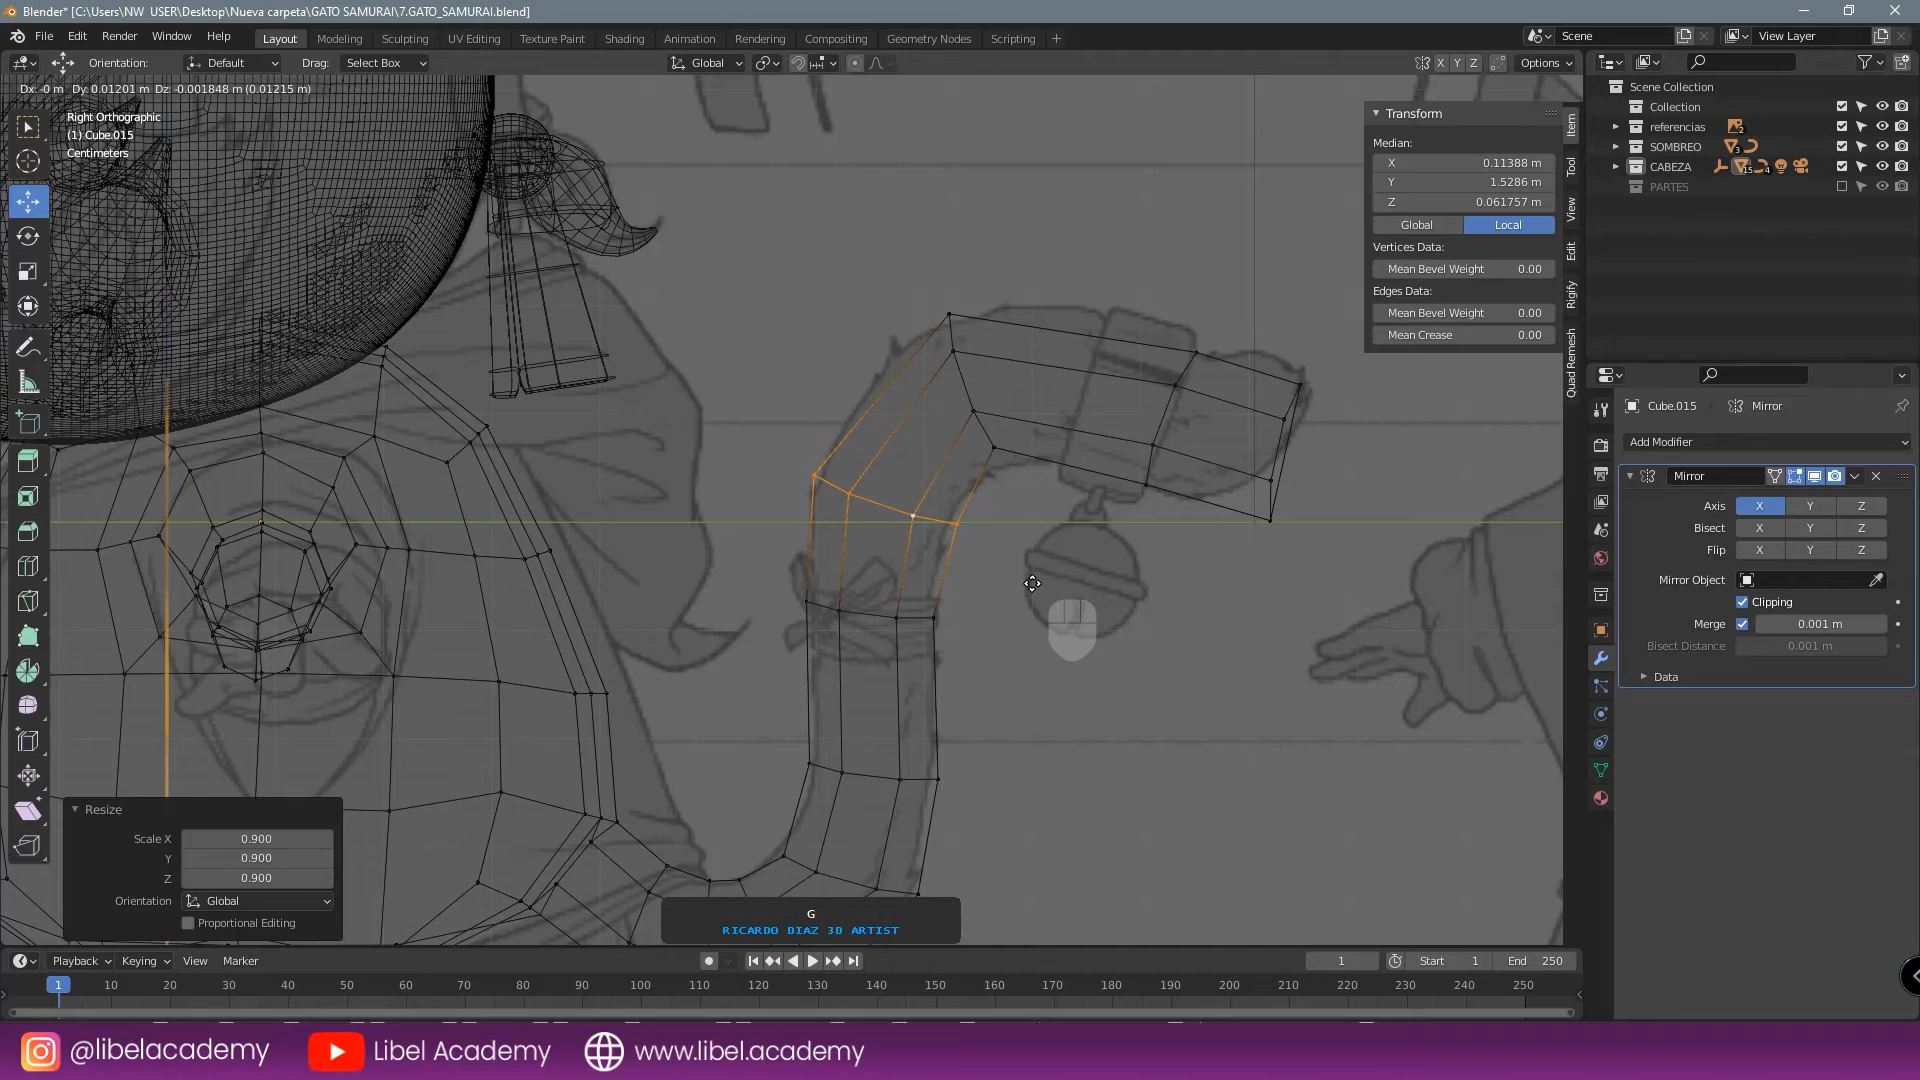 Blender* [C:\Users\NW_USER\Desktop\Nueva carpeta\GATO SAMURAI\7.GATO_SAMURAI.blend]
File Edit Render Window Help Layout Modeling Sculpting UV Editing Texture Paint Shading Animation Rendering Compositing Geometry Nodes Scripting + Scene View Layer
Orientation: Default Drag: Select Box Global X Y Z Options
Dx: -0 m Dy: 0.01201 m Dz: -0.001848 m (0.01215 m)
Right Orthographic
(1) Cube.015
Centimeters
Transform
Median:
X 0.11388 m
Y 1.5286 m
Z 0.061757 m
Global Local
Vertices Data:
Mean Bevel Weight 0.00
Edges Data:
Mean Bevel Weight 0.00
Mean Crease 0.00
Item
Tool
View
Edit
Rigify
Quad Remesh
Scene Collection
Collection
referencias 2
SOMBREO 3
CABEZA 15 4
PARTES
Cube.015 Mirror
Add Modifier
Mirror
Axis X Y Z
Bisect X Y Z
Flip X Y Z
Mirror Object
Clipping
Merge 0.001 m
Bisect Distance 0.001 m
Data
Resize
Scale X 0.900
Y 0.900
Z 0.900
Orientation Global
Proportional Editing
G
RICARDO DIAZ 3D ARTIST
Playback Keying View Marker 1 Start 1 End 250
1 10 20 30 40 50 60 70 80 90 100 110 120 130 140 150 160 170 180 190 200 210 220 230 240 250
@libelacademy Libel Academy www.libel.academy